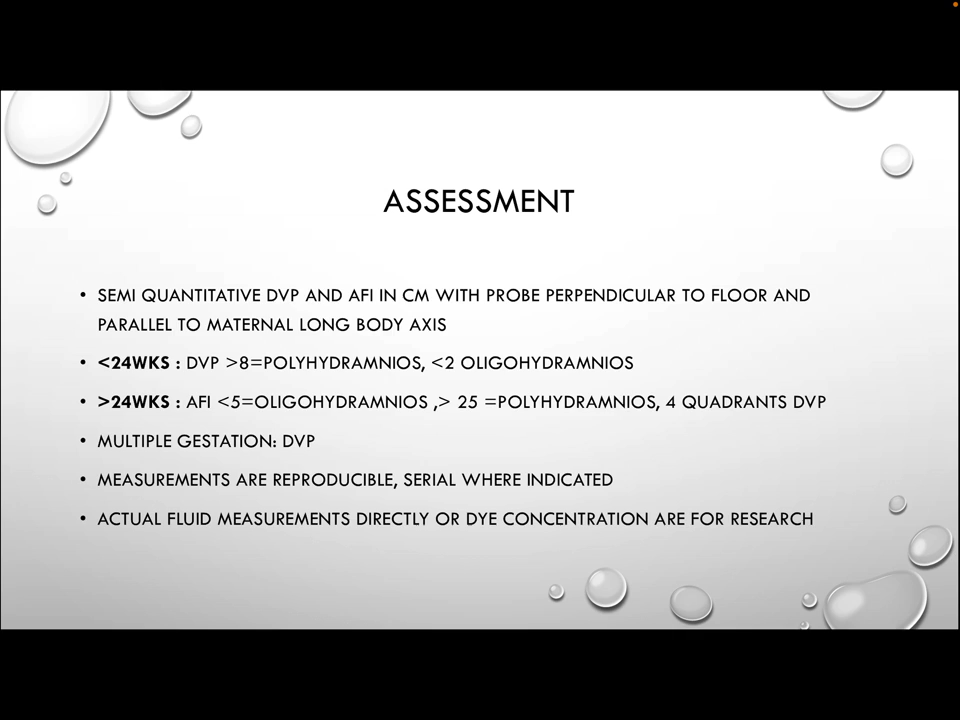 ASSESSMENT
• SEMI QUANTITATIVE DVP AND AFI IN CM WITH PROBE PERPENDICULAR TO FLOOR AND
PARALLEL TO MATERNAL LONG BODY AXIS
• <24WKS : DVP >8=POLYHYDRAMNIOS, <2 OLIGOHYDRAMNIOS
• >24WKS : AFI <5=OLIGOHYDRAMNIOS ,> 25 =POLYHYDRAMNIOS, 4 QUADRANTS DVP
• MULTIPLE GESTATION: DVP
• MEASUREMENTS ARE REPRODUCIBLE, SERIAL WHERE INDICATED
• ACTUAL FLUID MEASUREMENTS DIRECTLY OR DYE CONCENTRATION ARE FOR RESEARCH